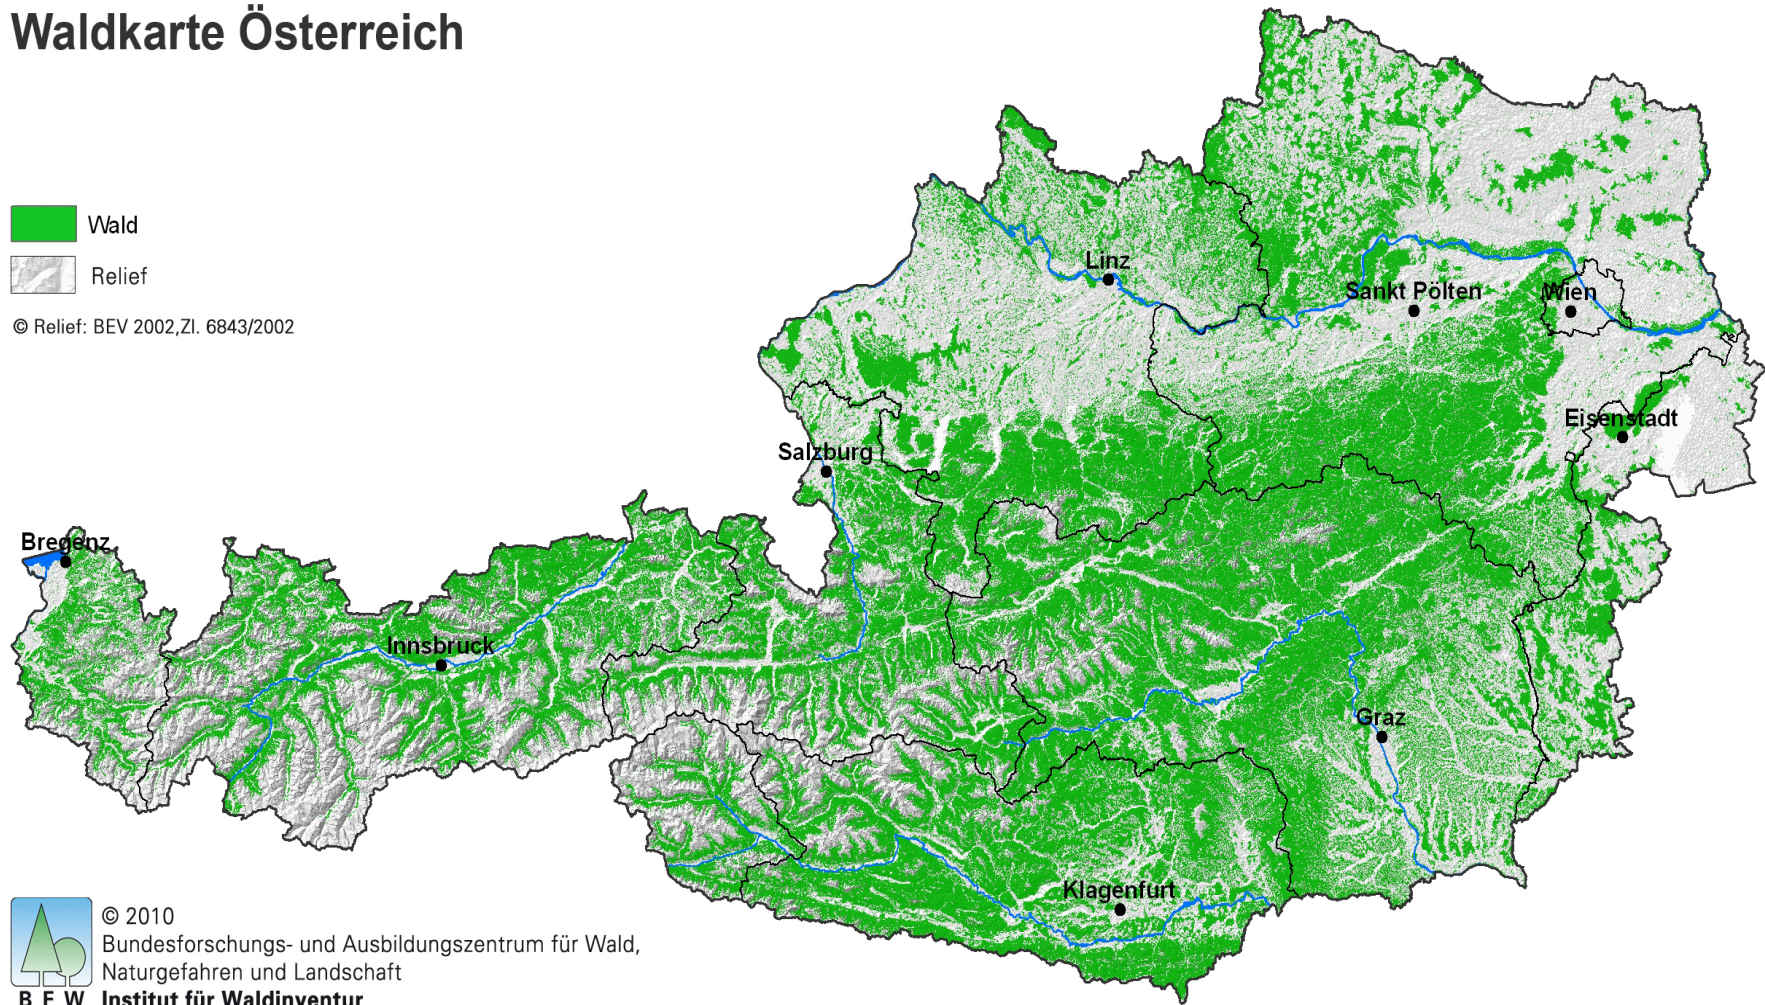 Waldkarte Österreich
Wald
Relief
© Relief: BEV 2002,Zl. 6843/2002
Linz
Sankt Pölten
Wien
Eisenstadt
Salzburg
Bregenz
Innsbruck
Graz
Klagenfurt
© 2010
Bundesforschungs- und Ausbildungszentrum für Wald,
Naturgefahren und Landschaft
B F W Institut für Waldinventur